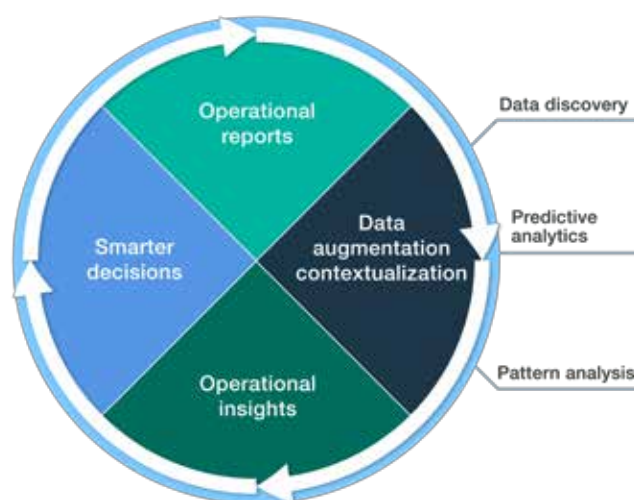 Operational
reports
Data discovery
Smarter
decisions
Data
augmentation
contextualization
Predictive
analytics
Operational
insights
Pattern analysis